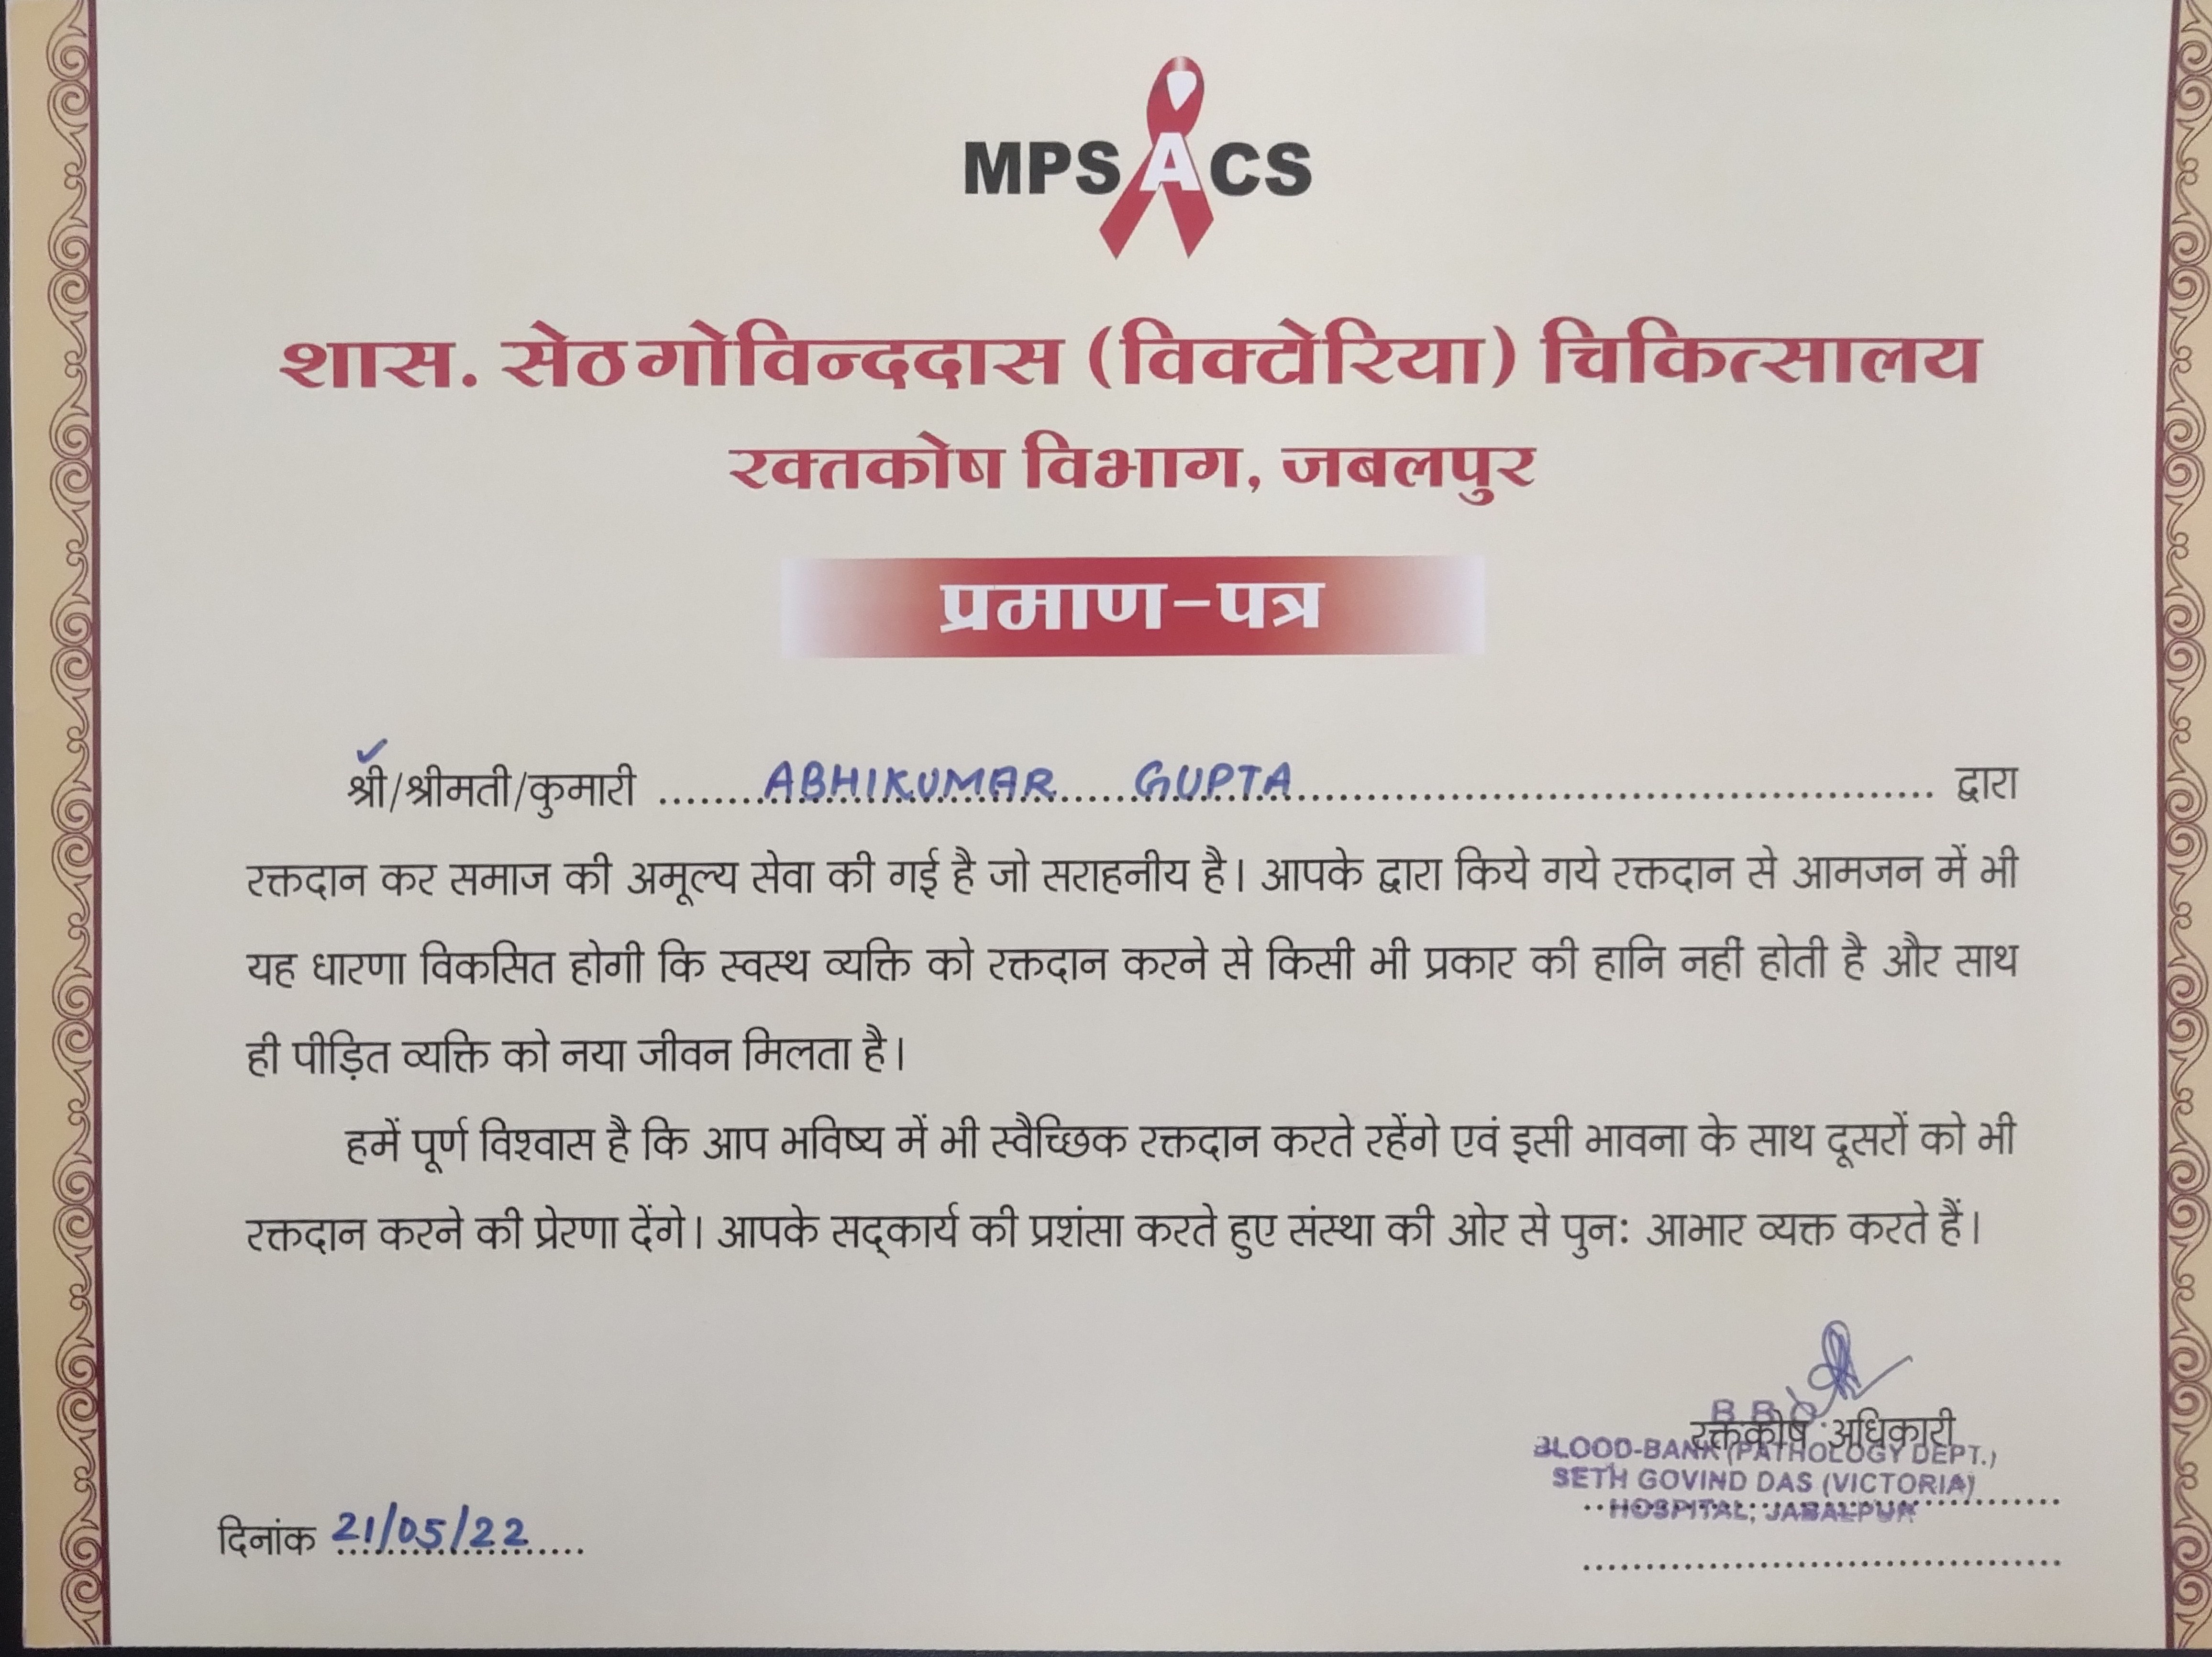 MPSACS
शास. सेठ गोविन्ददास (विक्टोरिया) चिकित्सालय
रक्तकोष विभाग, जबलपुर
प्रमाण-पत्र
श्री/श्रीमती/कुमारी ........ABHIKUMAR GUPTA........ द्वारा
रक्तदान कर समाज की अमूल्य सेवा की गई है जो सराहनीय है। आपके द्वारा किये गये रक्तदान से आमजन में भी
यह धारणा विकसित होगी कि स्वस्थ व्यक्ति को रक्तदान करने से किसी भी प्रकार की हानि नहीं होती है और साथ
ही पीड़ित व्यक्ति को नया जीवन मिलता है।
हमें पूर्ण विश्वास है कि आप भविष्य में भी स्वैच्छिक रक्तदान करते रहेंगे एवं इसी भावना के साथ दूसरों को भी
रक्तदान करने की प्रेरणा देंगे। आपके सद्कार्य की प्रशंसा करते हुए संस्था की ओर से पुनः आभार व्यक्त करते हैं।
रक्तकोष अधिकारी
BLOOD-BANK (PATHOLOGY DEPT.)
SETH GOVIND DAS (VICTORIA)
HOSPITAL, JABALPUR
दिनांक 21/05/22